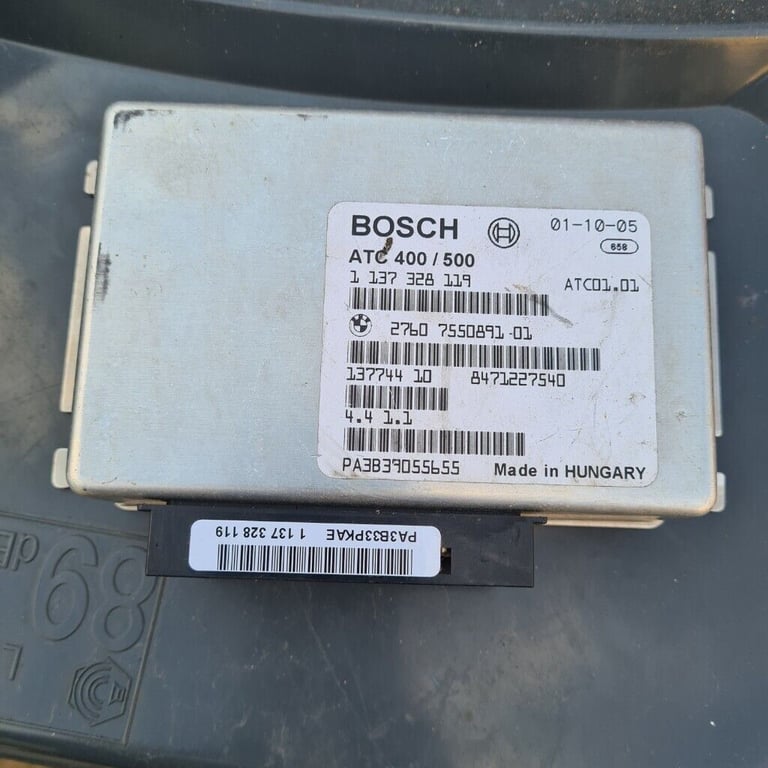 BOSCH 01-10-05
658
ATC 400 / 500
1 137 328 119 ATC01.01
2760 7550891-01
137744 10 8471227540
4.4 1.1
PA3B39055655 Made in HUNGARY
PA3B33PKAE
1 137 328 119
68
dB
L